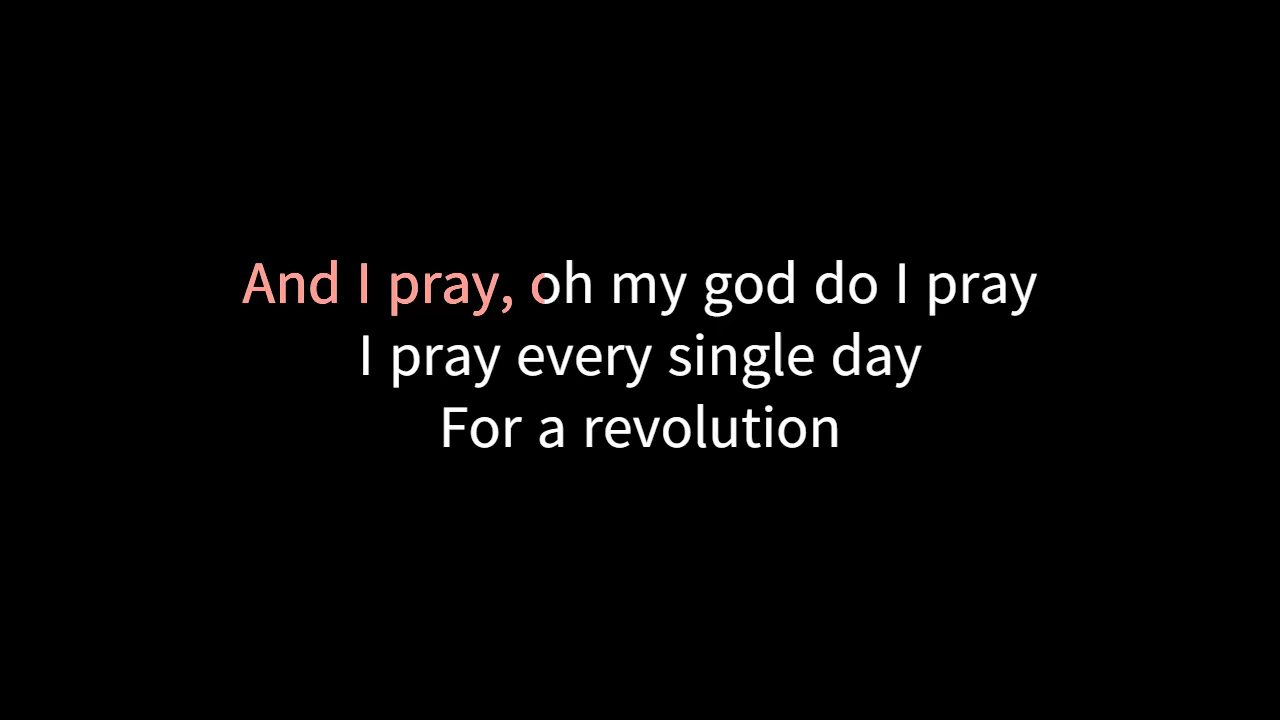 And I pray, oh my god do I pray
I pray every single day
For a revolution